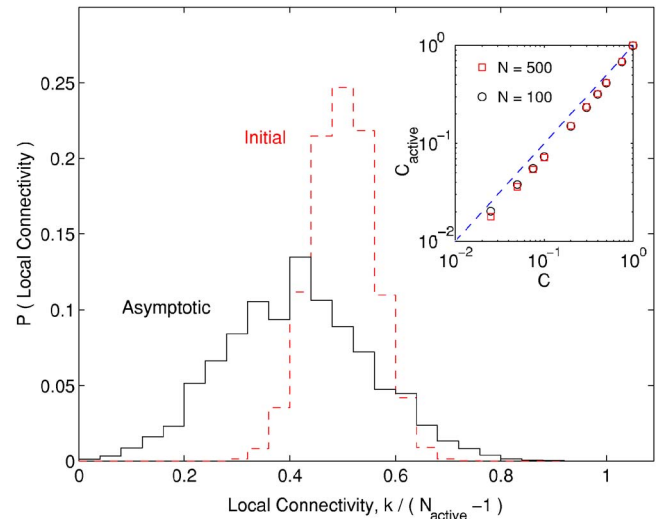 0.25
0.2
0.15
0.1
0.05
0
0
0.2
0.4
0.6
0.8
1
P ( Local Connectivity )
Local Connectivity, k / ( N_active −1 )
Initial
Asymptotic
N = 500
N = 100
10^0
10^−1
10^−2
10^−2
10^−1
10^0
C_active
C